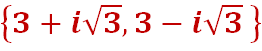 {3 + i√3, 3 − i√3 }